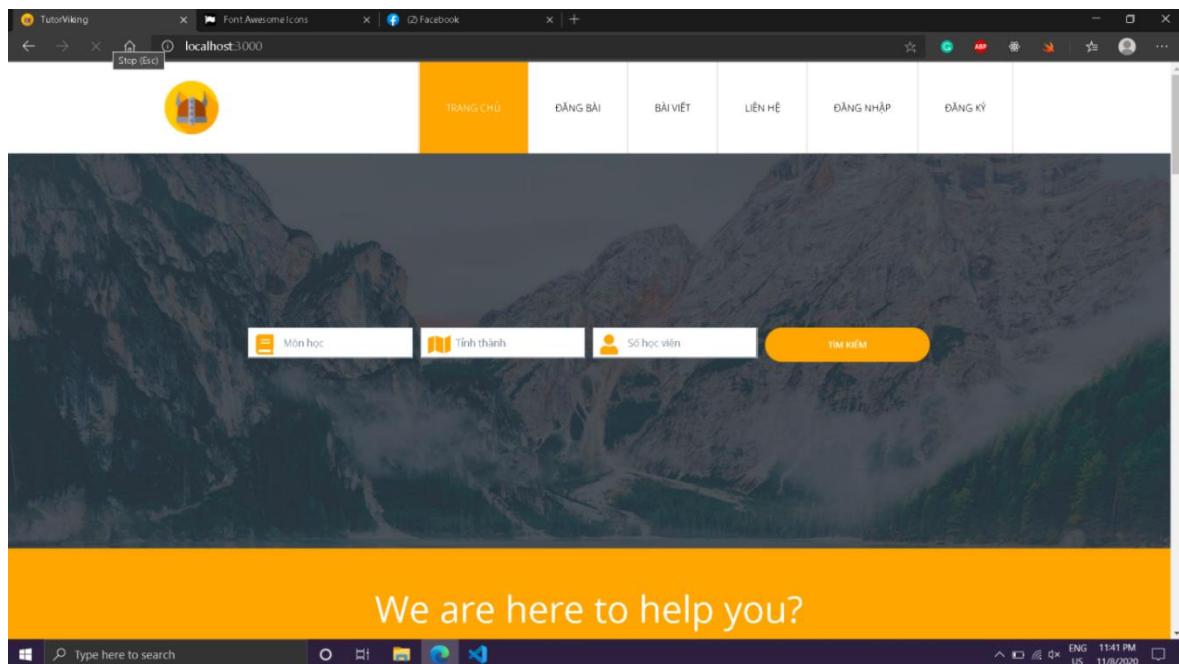 TutorViking
Font Awesome Icons
(2) Facebook
localhost:3000
Stop (Esc)
ABP
TRANG CHỦ
ĐĂNG BÀI
BÀI VIẾT
LIÊN HỆ
ĐĂNG NHẬP
ĐĂNG KÝ
Môn học
Tỉnh thành
Số học viên
TÌM KIẾM
We are here to help you?
Type here to search
ENG
US
11:41 PM
11/8/2020